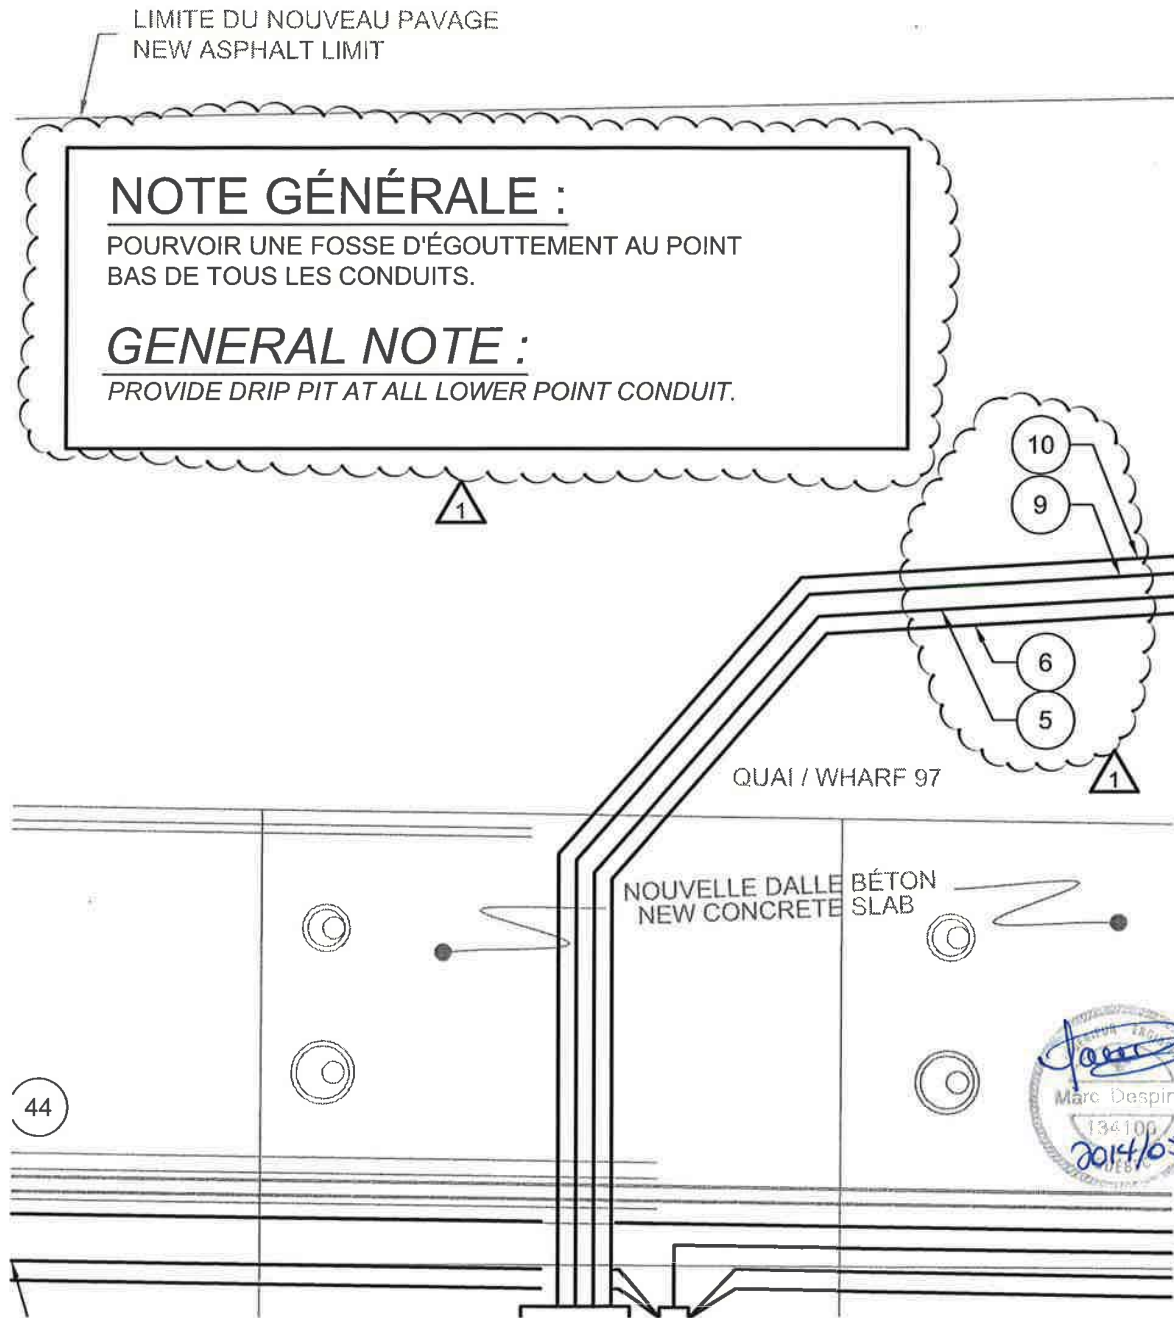 LIMITE DU NOUVEAU PAVAGE
NEW ASPHALT LIMIT
NOTE GÉNÉRALE :
POURVOIR UNE FOSSE D'ÉGOUTTEMENT AU POINT
BAS DE TOUS LES CONDUITS.
GENERAL NOTE :
PROVIDE DRIP PIT AT ALL LOWER POINT CONDUIT.
1
10
9
6
5
QUAI / WHARF 97
1
NOUVELLE DALLE BÉTON
NEW CONCRETE SLAB
44
Marc Despin
134100
2014/03